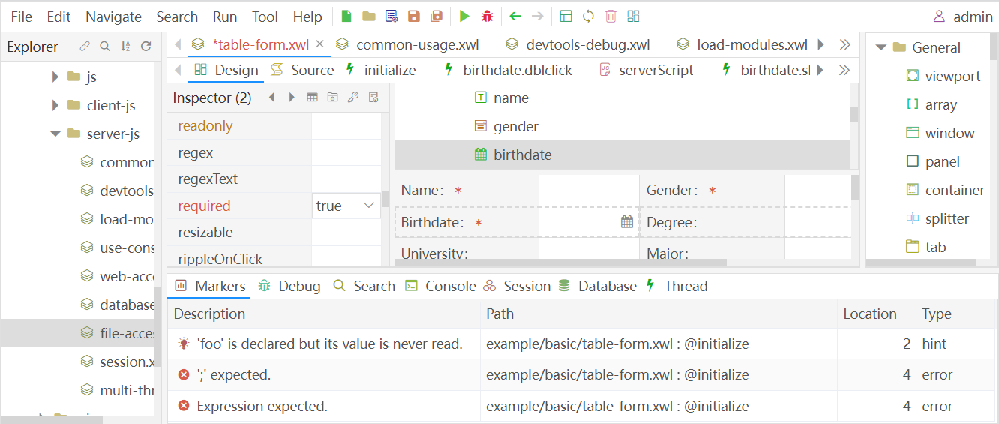 File Edit Navigate Search Run Tool Help admin
Explorer
js
client-js
server-js
common
devtools
load-mo
use-cons
web-acc
database
file-acce
session.x
multi-thr
*table-form.xwl common-usage.xwl devtools-debug.xwl load-modules.xwl
Design Source initialize birthdate.dblclick serverScript birthdate.sl
Inspector (2)
readonly
regex
regexText
required true
resizable
rippleOnClick
name
gender
birthdate
Name: * Gender: *
Birthdate: * Degree:
University: Major:
General
viewport
array
window
panel
container
splitter
tab
Markers Debug Search Console Session Database Thread
Description Path Location Type
'foo' is declared but its value is never read. example/basic/table-form.xwl : @initialize 2 hint
';' expected. example/basic/table-form.xwl : @initialize 4 error
Expression expected. example/basic/table-form.xwl : @initialize 4 error